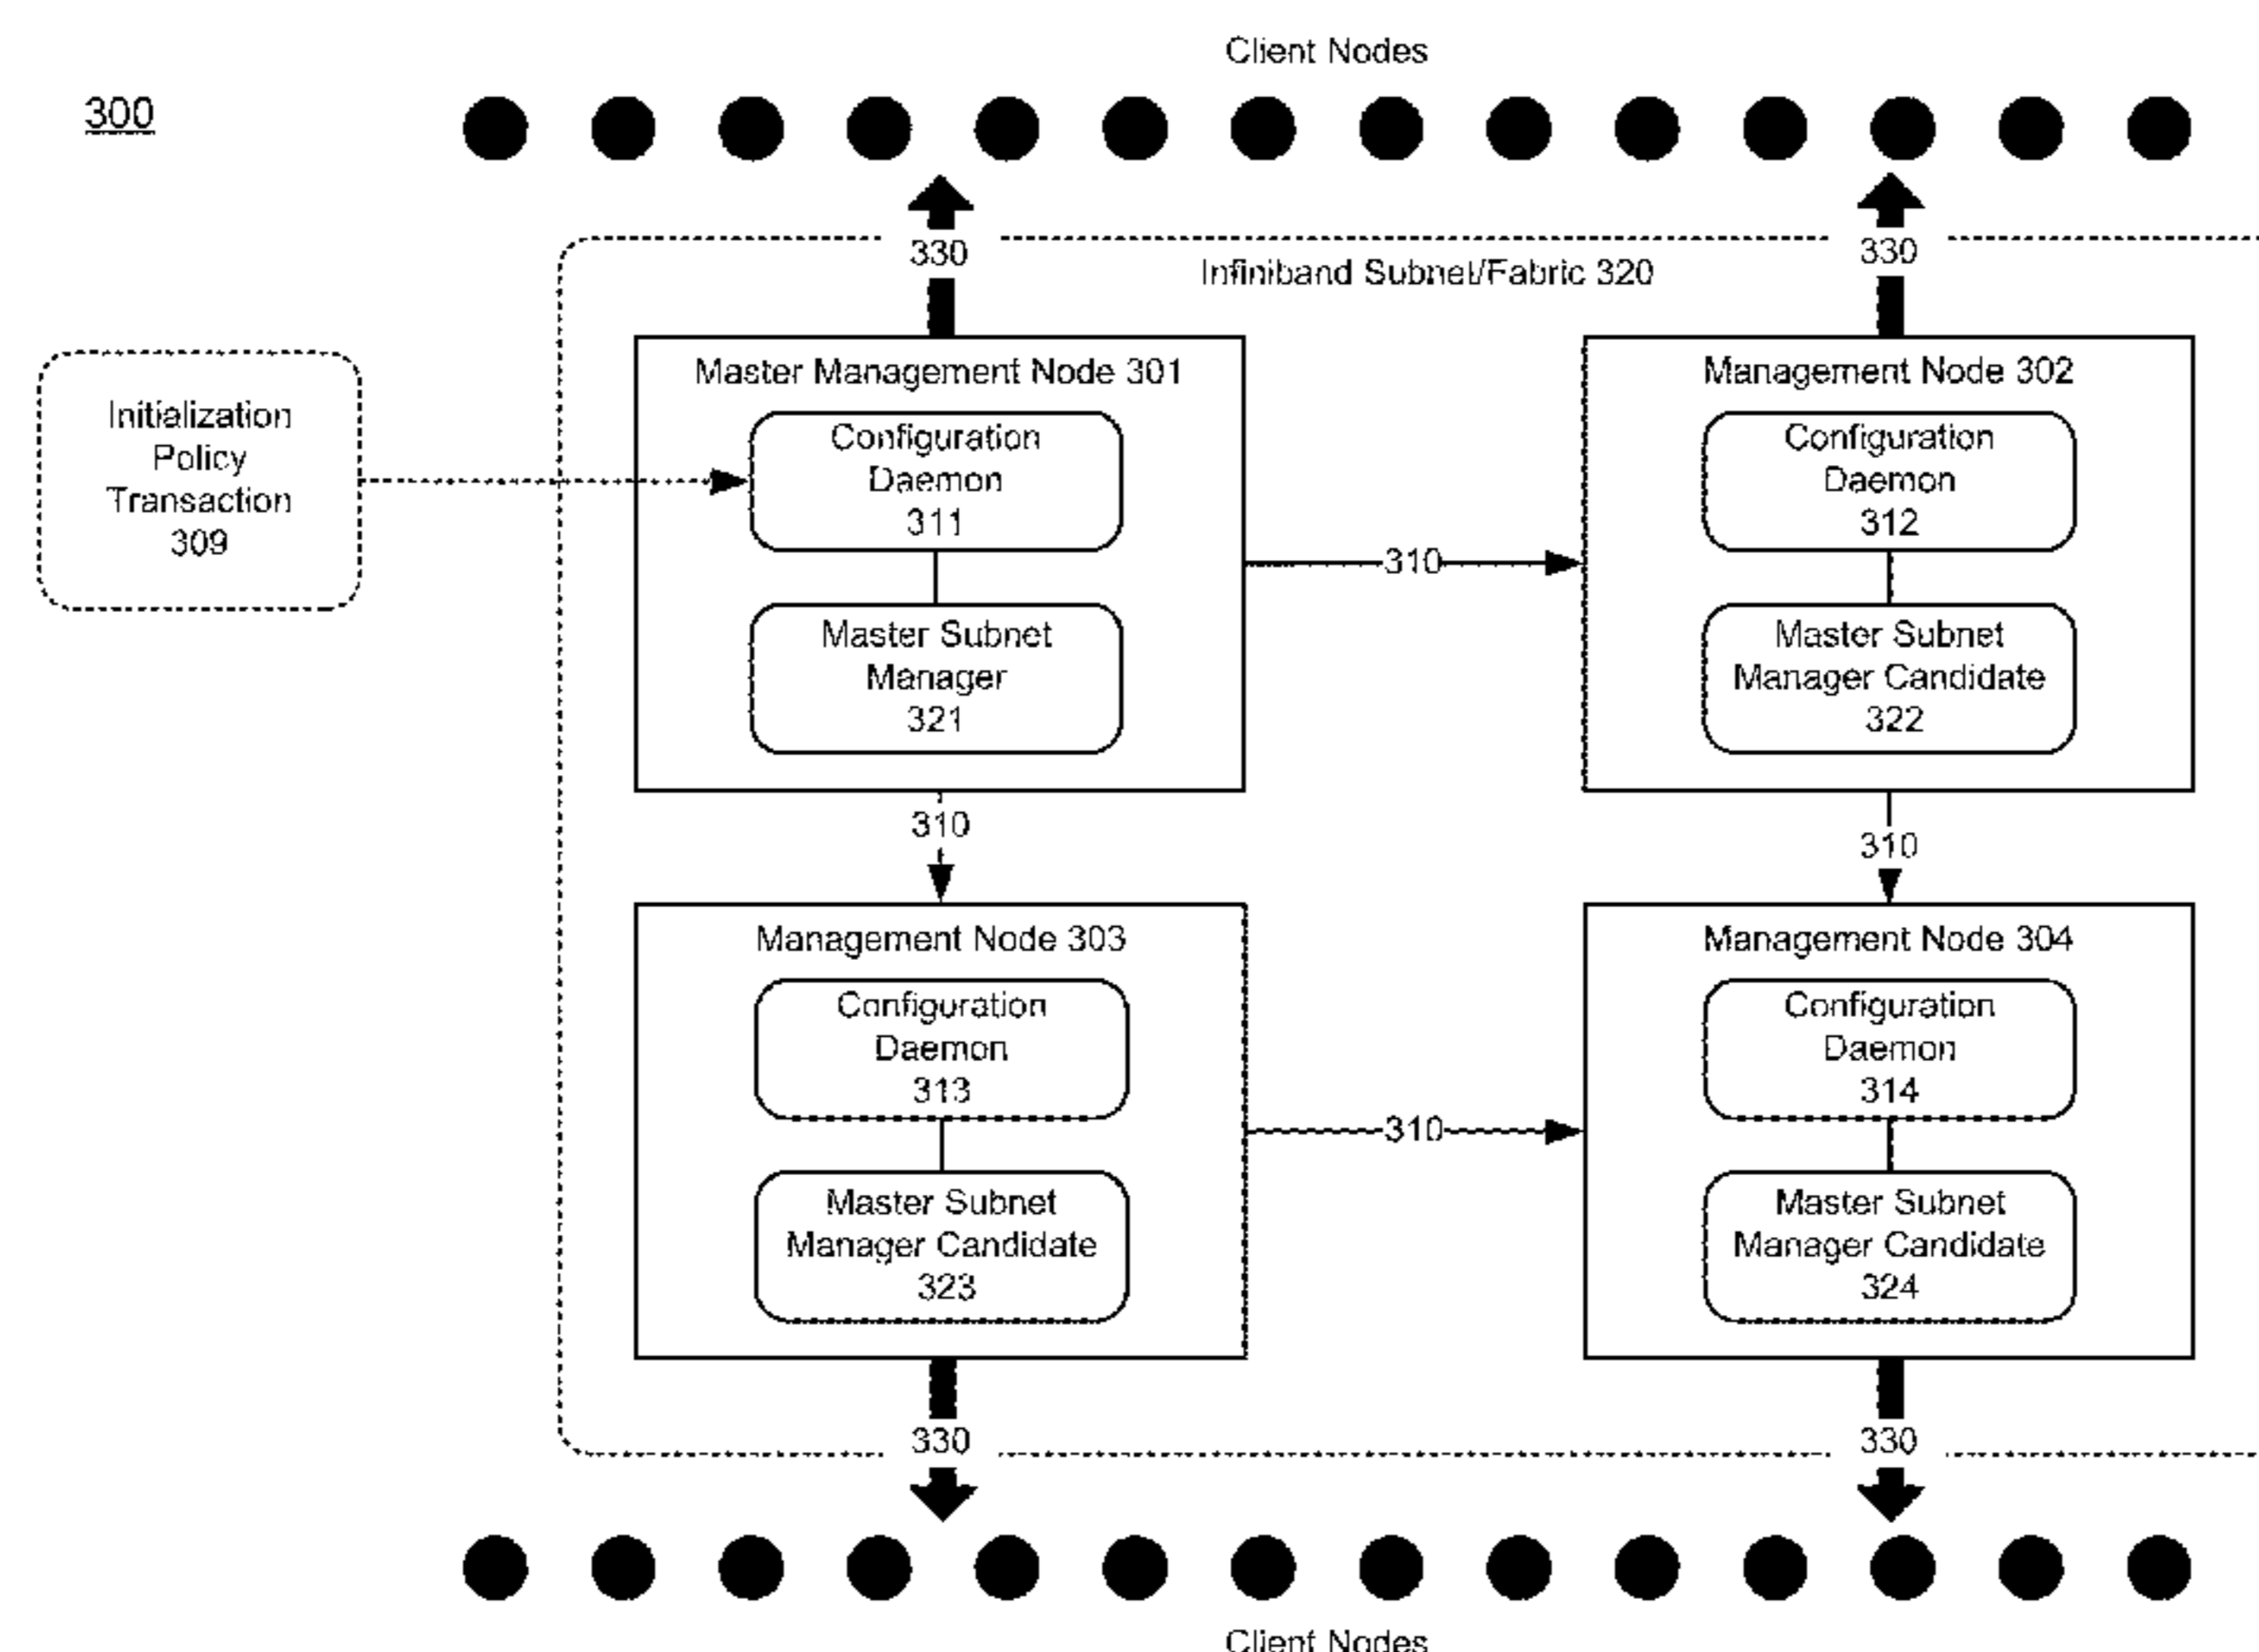 Client Nodes
300
330
330
Infiniband Subnet/Fabric 320
Initialization
Policy
Transaction
309
Master Management Node 301
Configuration
Daemon
311
Master Subnet
Manager
321
310
Management Node 302
Configuration
Daemon
312
Master Subnet
Manager Candidate
322
310
310
Management Node 303
Configuration
Daemon
313
Master Subnet
Manager Candidate
323
310
Management Node 304
Configuration
Daemon
314
Master Subnet
Manager Candidate
324
330
330
Client Nodes